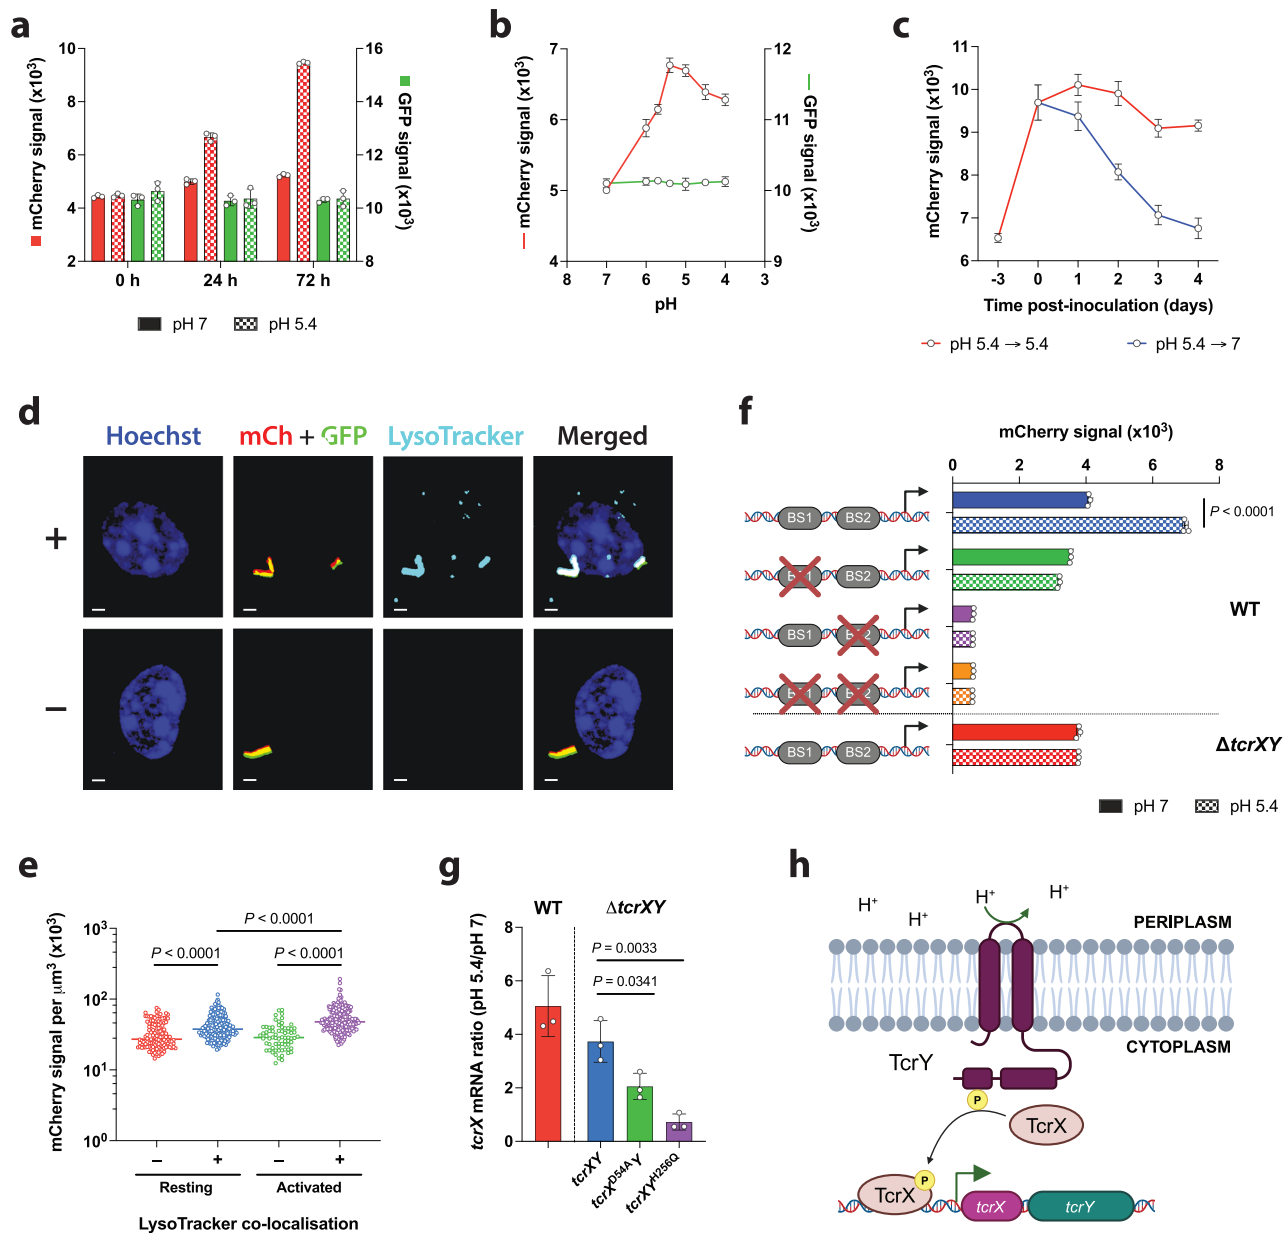 a
mCherry signal (x10³)
10
8
6
4
2
16
14
12
10
8
GFP signal (x10³)
0 h
24 h
72 h
pH 7
pH 5.4
b
mCherry signal (x10³)
7
6
5
4
12
11
10
9
GFP signal (x10³)
8
7
6
5
4
3
pH
c
mCherry signal (x10³)
11
10
9
8
7
6
-3
0
1
2
3
4
Time post-inoculation (days)
pH 5.4 → 5.4
pH 5.4 → 7
d
Hoechst
mCh + GFP
LysoTracker
Merged
+
−
f
mCherry signal (x10³)
0
2
4
6
8
BS1
BS2
P < 0.0001
BS2
BS1
WT
BS1
BS2
ΔtcrXY
pH 7
pH 5.4
e
mCherry signal per μm³ (x10³)
10³
10²
10¹
10⁰
P < 0.0001
P < 0.0001
P < 0.0001
−
+
−
+
Resting
Activated
LysoTracker co-localisation
g
tcrX mRNA ratio (pH 5.4/pH 7)
WT
ΔtcrXY
8
6
4
2
0
P = 0.0033
P = 0.0341
tcrXY
tcrX^D54A Y
tcrXY^H256Q
h
H⁺
H⁺
H⁺
H⁺
PERIPLASM
CYTOPLASM
TcrY
P
TcrX
TcrX
P
tcrX
tcrY